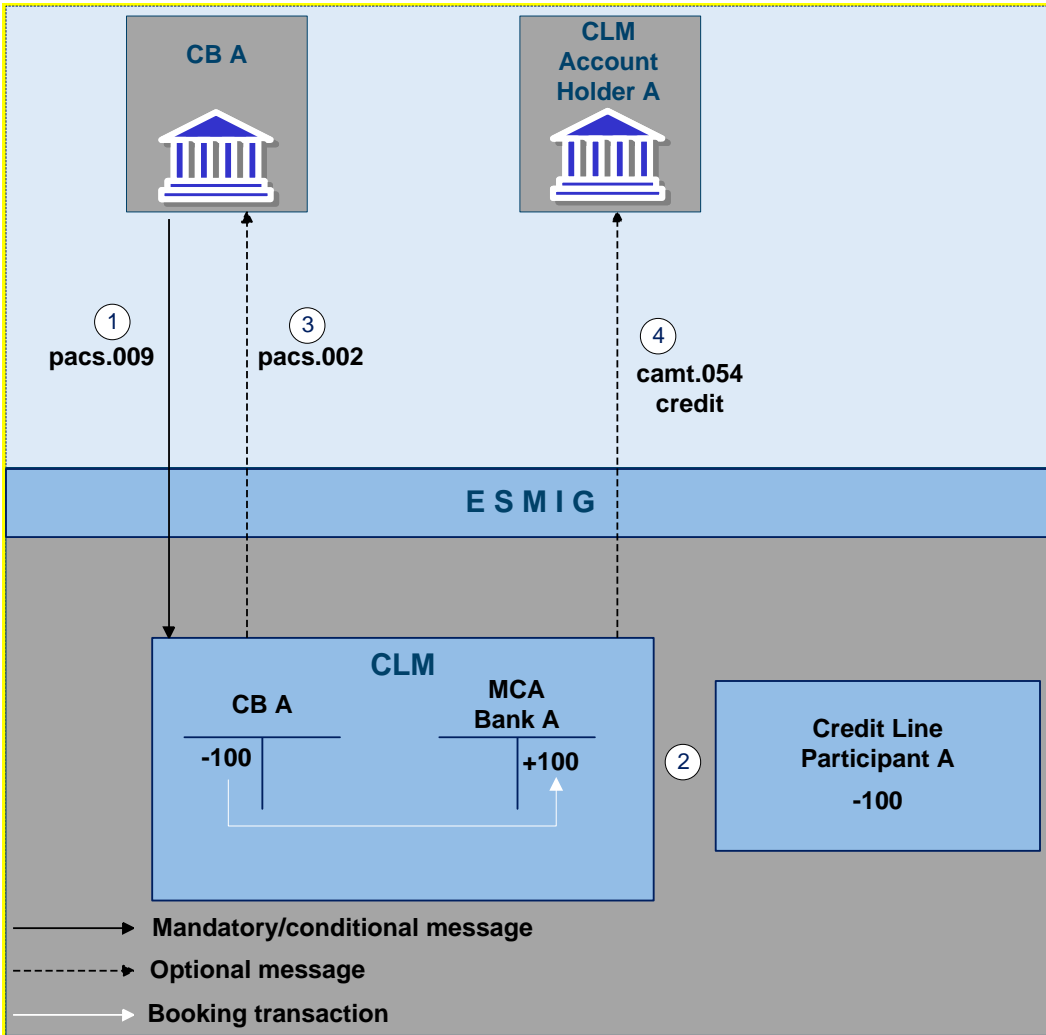 CB A
CLM
Account
Holder A
1
pacs.009
3
pacs.002
4
camt.054
credit
E S M I G
CLM
CB A
-100
MCA
Bank A
+100
2
Credit Line
Participant A
-100
Mandatory/conditional message
Optional message
Booking transaction